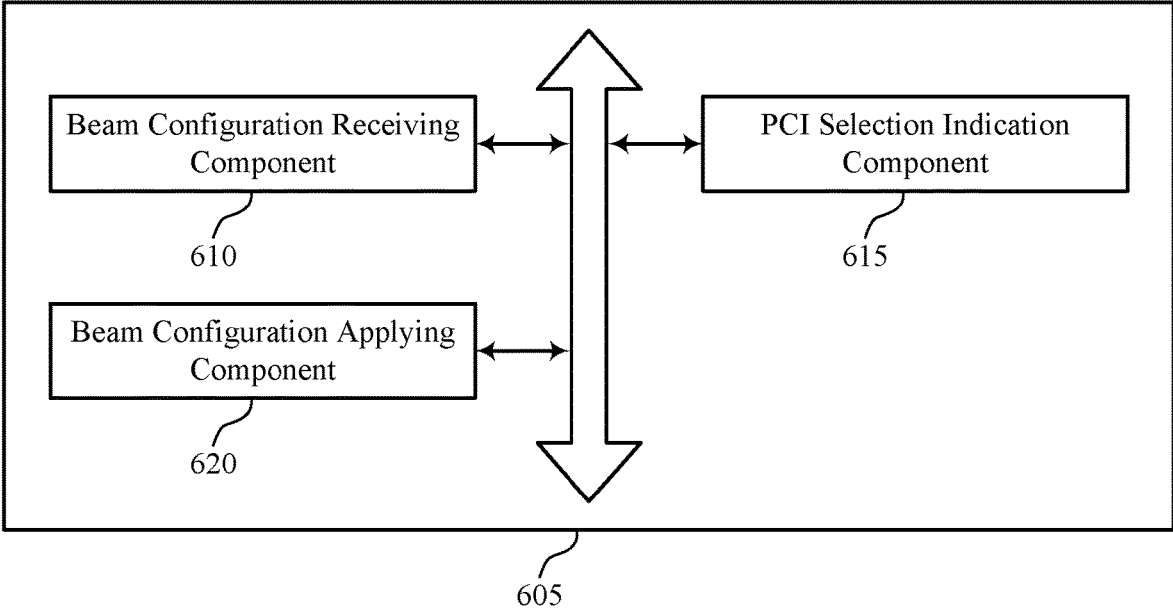 Beam Configuration Receiving
Component
610
PCI Selection Indication
Component
615
Beam Configuration Applying
Component
620
605